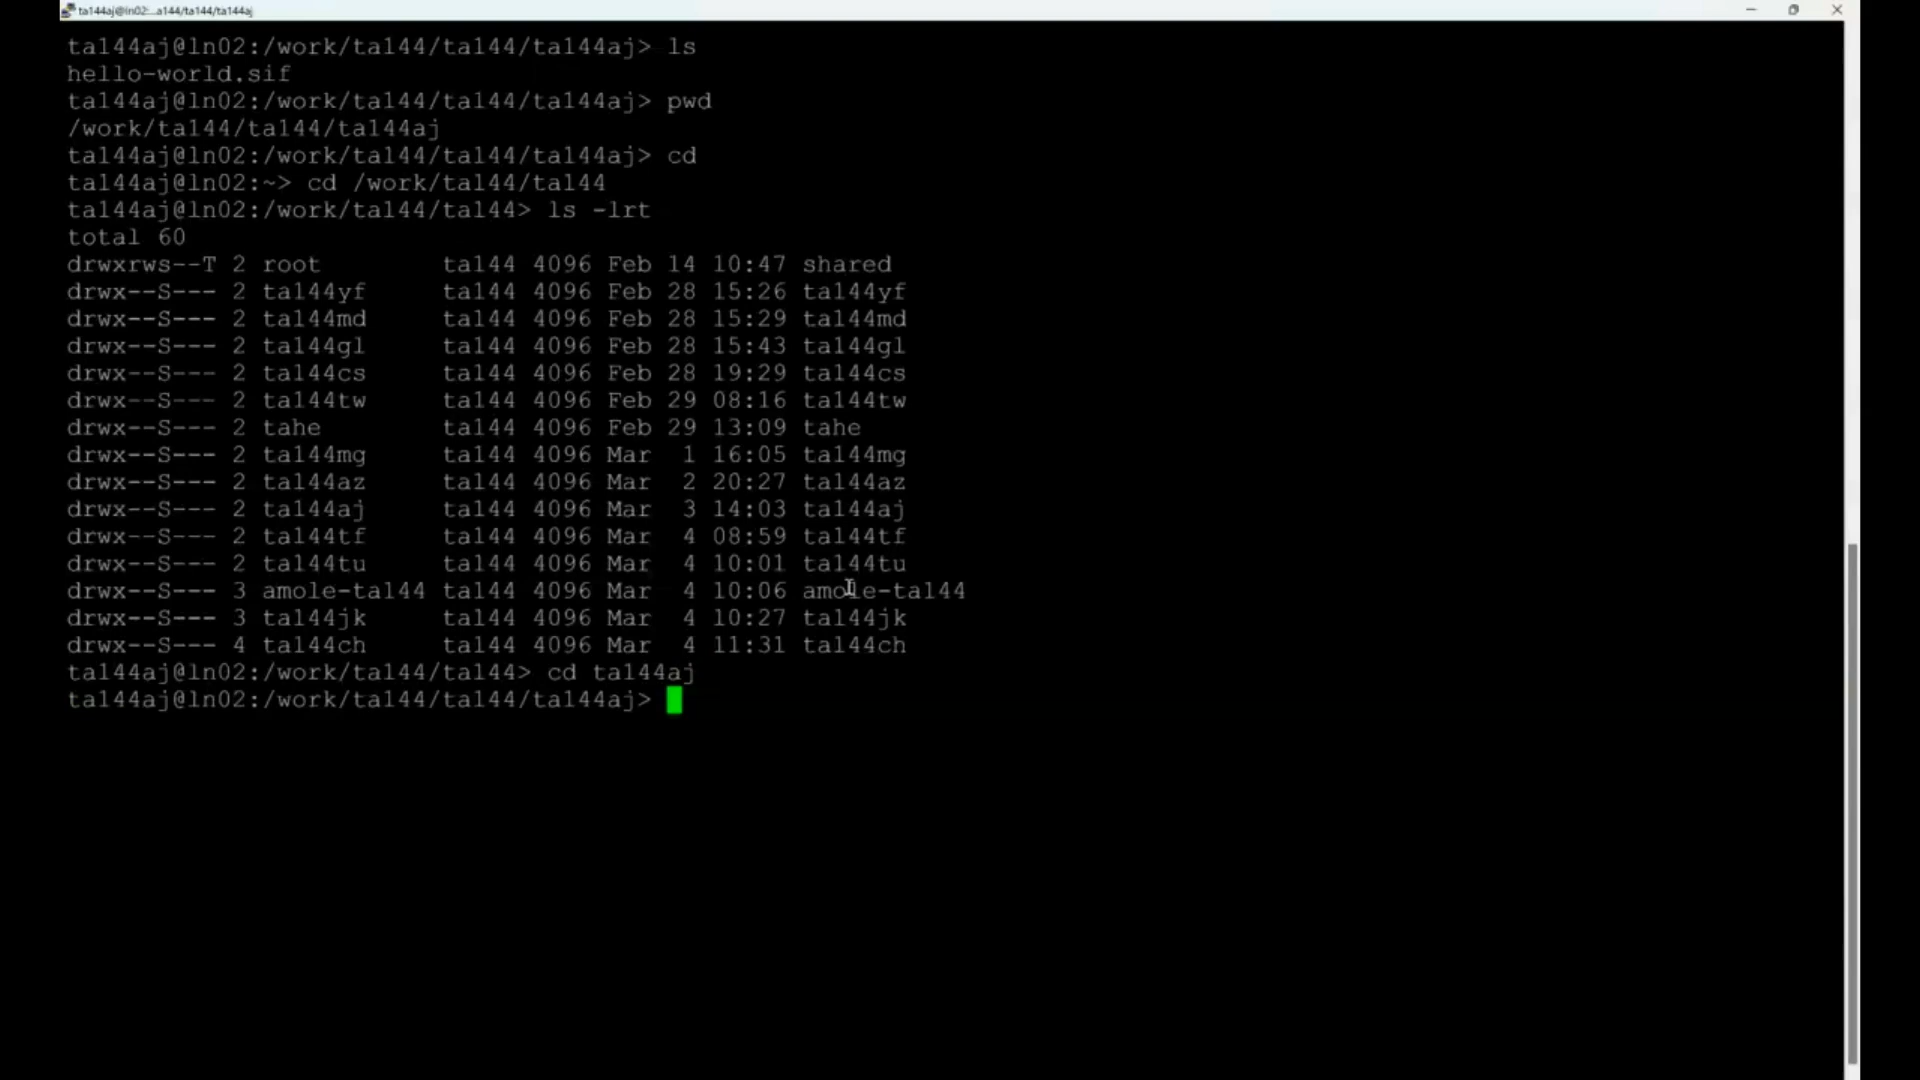 ta144aj@ln02:...a144/ta144/ta144aj
ta144aj@ln02:/work/ta144/ta144/ta144aj> ls
hello-world.sif
ta144aj@ln02:/work/ta144/ta144/ta144aj> pwd
/work/ta144/ta144/ta144aj
ta144aj@ln02:/work/ta144/ta144/ta144aj> cd
ta144aj@ln02:~> cd /work/ta144/ta144
ta144aj@ln02:/work/ta144/ta144> ls -lrt
total 60
drwxrws--T 2 root        ta144 4096 Feb 14 10:47 shared
drwx--S--- 2 ta144yf     ta144 4096 Feb 28 15:26 ta144yf
drwx--S--- 2 ta144md     ta144 4096 Feb 28 15:29 ta144md
drwx--S--- 2 ta144gl     ta144 4096 Feb 28 15:43 ta144gl
drwx--S--- 2 ta144cs     ta144 4096 Feb 28 19:29 ta144cs
drwx--S--- 2 ta144tw     ta144 4096 Feb 29 08:16 ta144tw
drwx--S--- 2 tahe        ta144 4096 Feb 29 13:09 tahe
drwx--S--- 2 ta144mg     ta144 4096 Mar  1 16:05 ta144mg
drwx--S--- 2 ta144az     ta144 4096 Mar  2 20:27 ta144az
drwx--S--- 2 ta144aj     ta144 4096 Mar  3 14:03 ta144aj
drwx--S--- 2 ta144tf     ta144 4096 Mar  4 08:59 ta144tf
drwx--S--- 2 ta144tu     ta144 4096 Mar  4 10:01 ta144tu
drwx--S--- 3 amole-ta144 ta144 4096 Mar  4 10:06 amole-ta144
drwx--S--- 3 ta144jk     ta144 4096 Mar  4 10:27 ta144jk
drwx--S--- 4 ta144ch     ta144 4096 Mar  4 11:31 ta144ch
ta144aj@ln02:/work/ta144/ta144> cd ta144aj
ta144aj@ln02:/work/ta144/ta144/ta144aj>